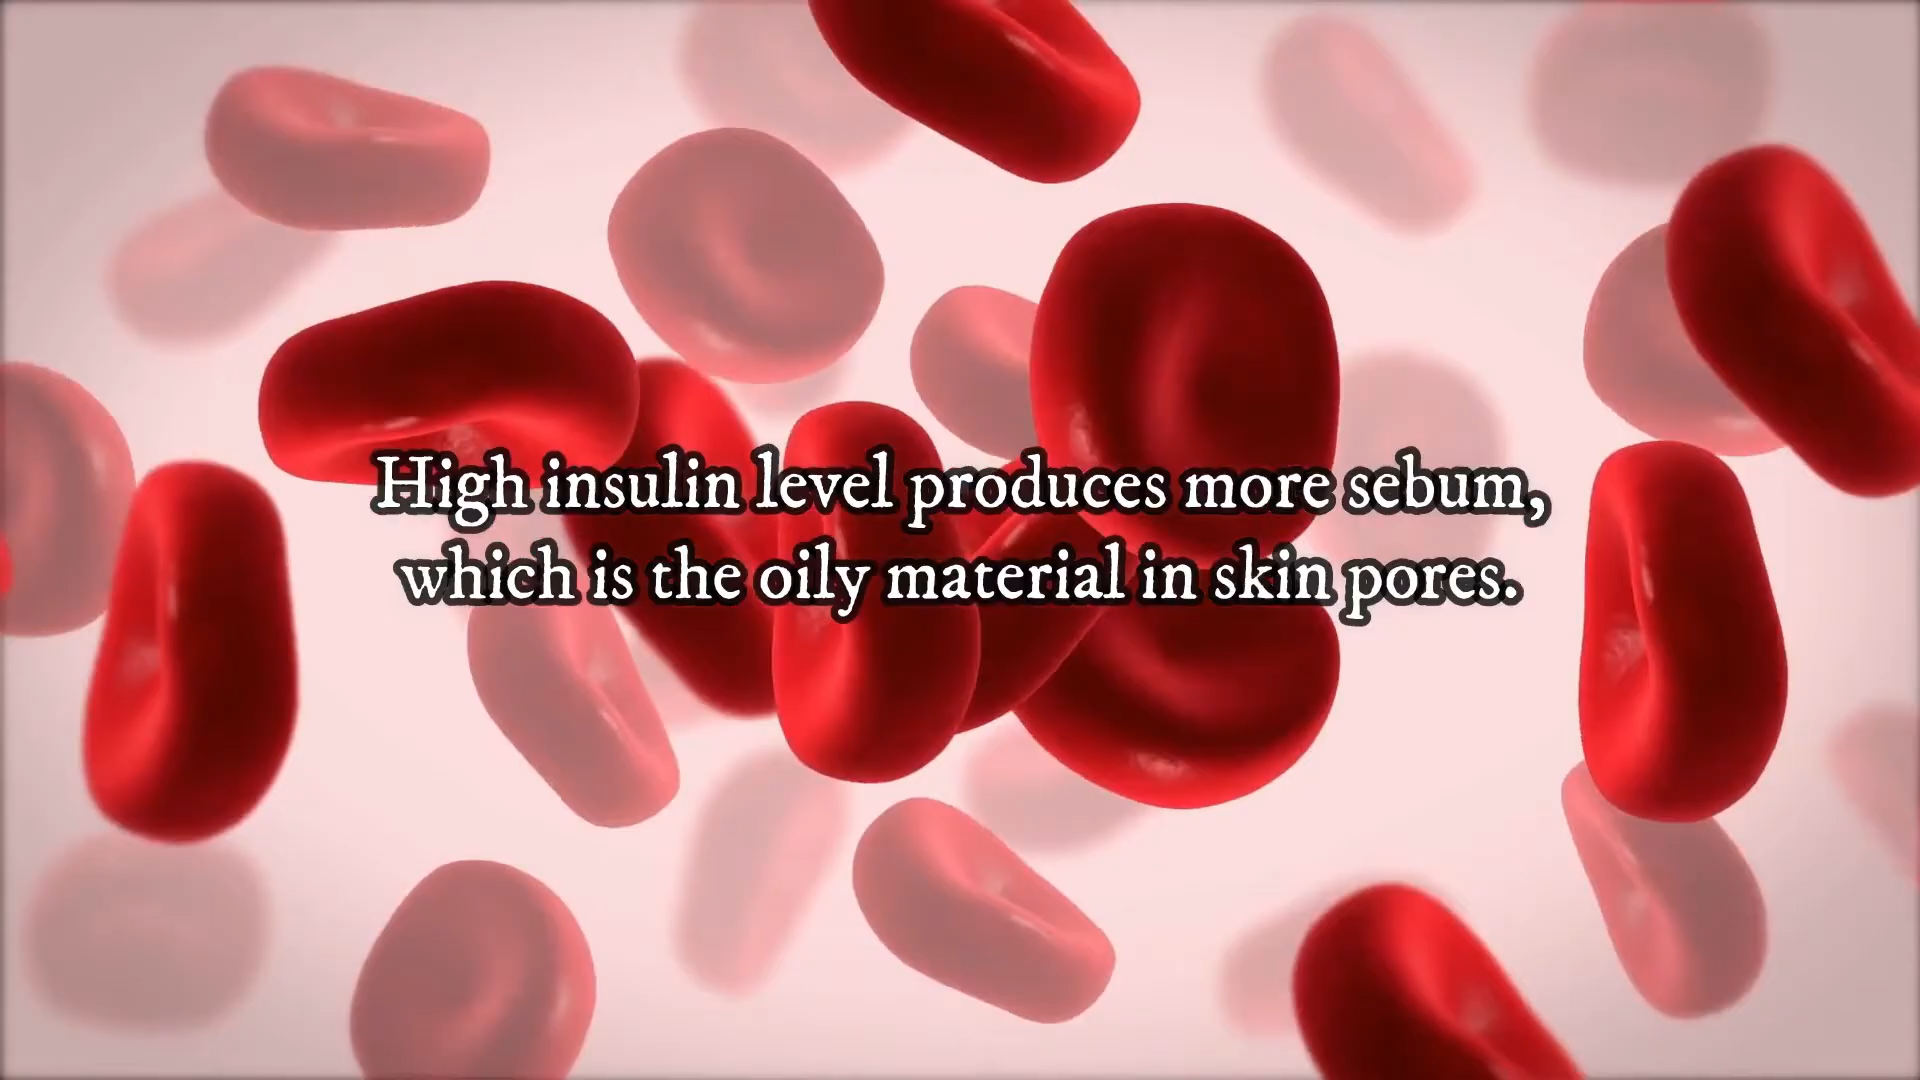 High insulin level produces more sebum,
which is the oily material in skin pores.